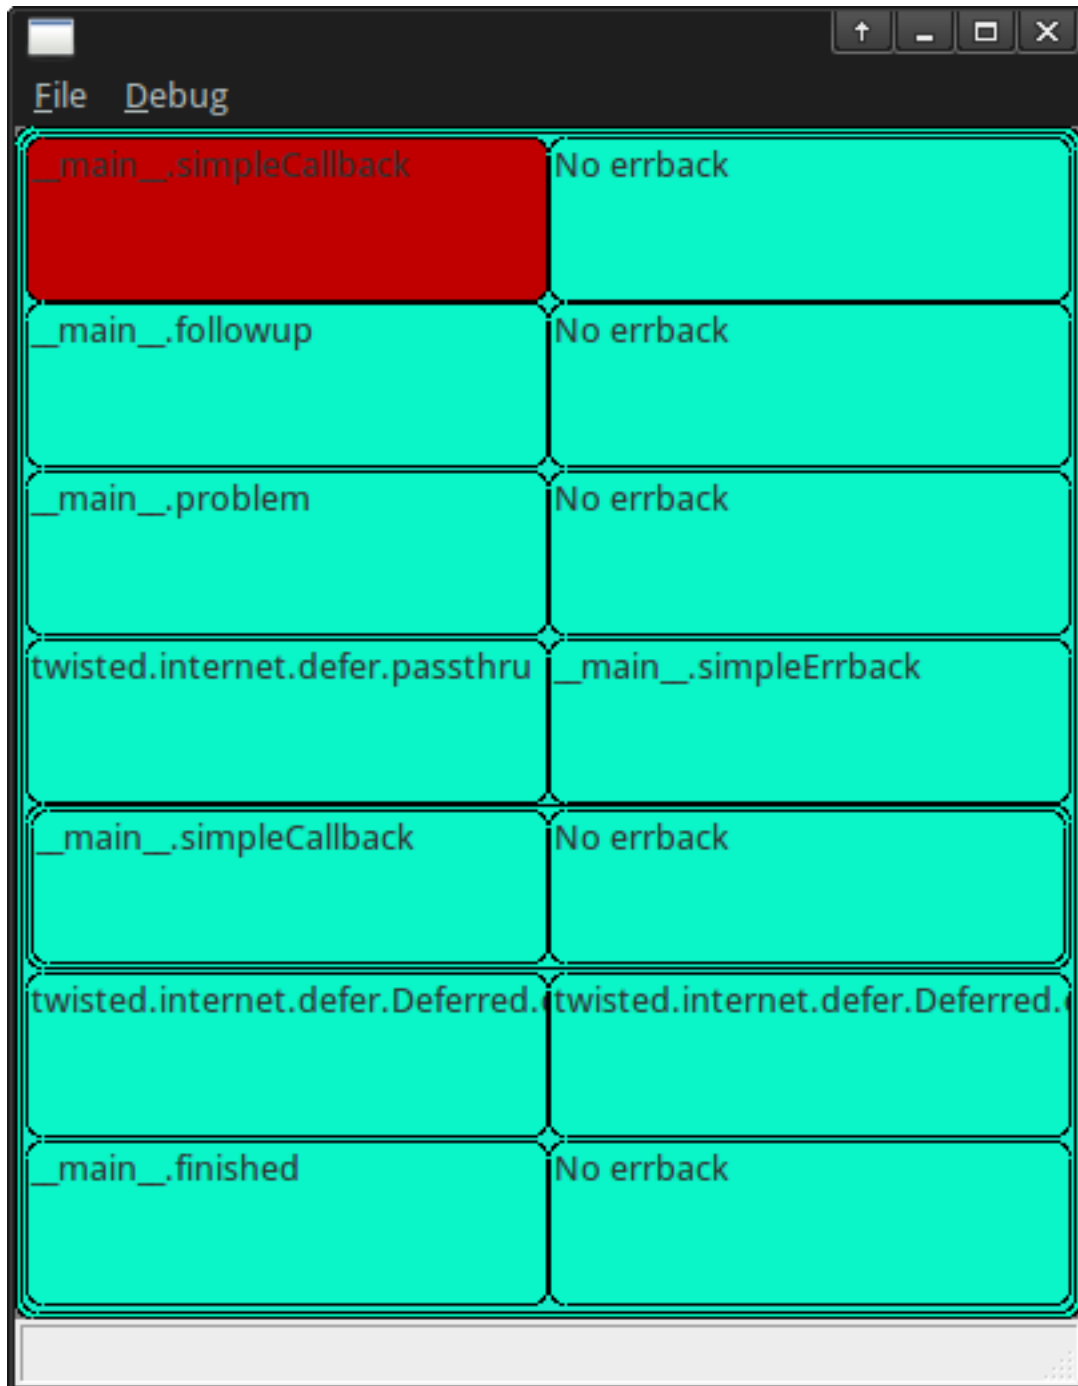 File Debug
__main__.simpleCallback No errback
__main__.followup No errback
__main__.problem No errback
twisted.internet.defer.passthru __main__.simpleErrback
__main__.simpleCallback No errback
twisted.internet.defer.Deferred. twisted.internet.defer.Deferred.
__main__.finished No errback